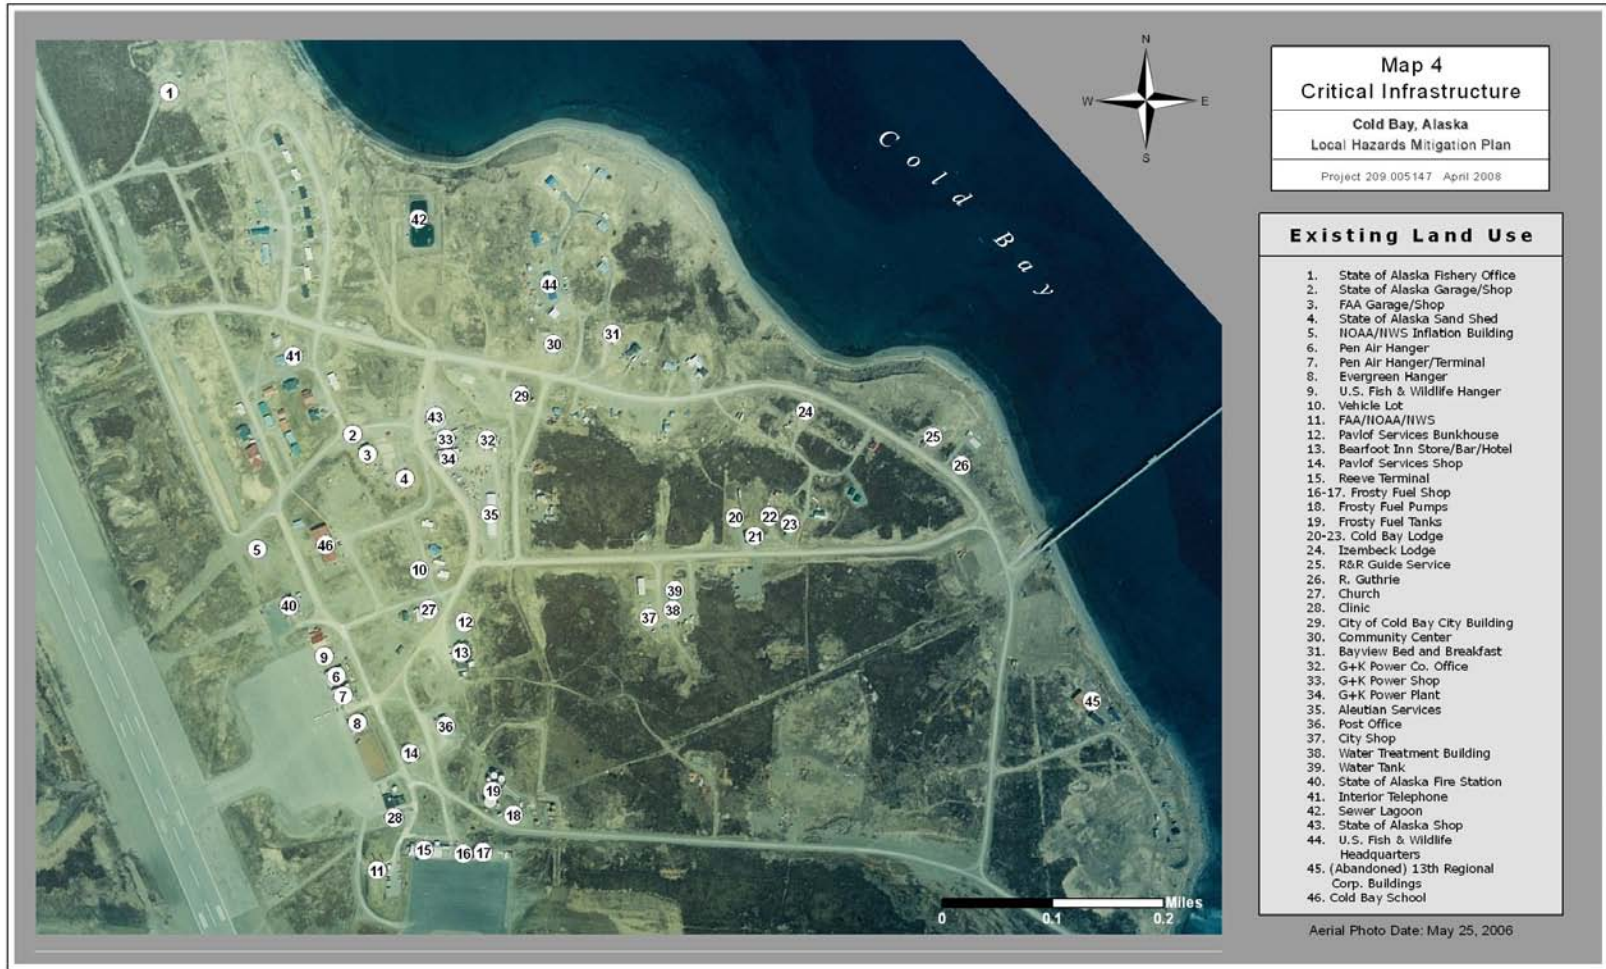 Map 4
Critical Infrastructure
Cold Bay, Alaska
Local Hazards Mitigation Plan
Project 209.005147 April 2008
N
W E
S
Cold Bay
Existing Land Use
1. State of Alaska Fishery Office
2. State of Alaska Garage/Shop
3. FAA Garage/Shop
4. State of Alaska Sand Shed
5. NOAA/NWS Inflation Building
6. Pen Air Hanger
7. Pen Air Hanger/Terminal
8. Evergreen Hanger
9. U.S. Fish & Wildlife Hanger
10. Vehicle Lot
11. FAA/NOAA/NWS
12. Pavlof Services Bunkhouse
13. Bearfoot Inn Store/Bar/Hotel
14. Pavlof Services Shop
15. Reeve Terminal
16-17. Frosty Fuel Shop
18. Frosty Fuel Pumps
19. Frosty Fuel Tanks
20-23. Cold Bay Lodge
24. Izembeck Lodge
25. R&R Guide Service
26. R. Guthrie
27. Church
28. Clinic
29. City of Cold Bay City Building
30. Community Center
31. Bayview Bed and Breakfast
32. G+K Power Co. Office
33. G+K Power Shop
34. G+K Power Plant
35. Aleutian Services
36. Post Office
37. City Shop
38. Water Treatment Building
39. Water Tank
40. State of Alaska Fire Station
41. Interior Telephone
42. Sewer Lagoon
43. State of Alaska Shop
44. U.S. Fish & Wildlife
Headquarters
45. (Abandoned) 13th Regional
Corp. Buildings
46. Cold Bay School
Aerial Photo Date: May 25, 2006
1
42
44
31
30
41
29
24
43
2
33
32
25
3
34
26
4
35
20
22
23
21
46
5
10
39
40
27
38
37
12
9
13
6
7
45
8
36
14
19
18
28
15
16
17
11
Miles
0 0.1 0.2